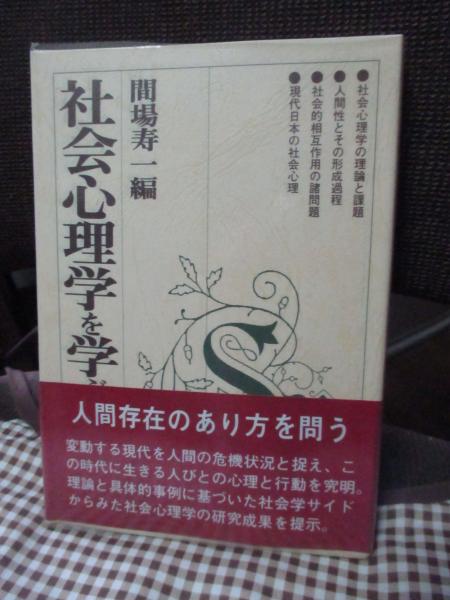 ●社会心理学の理論と課題
●人間性とその形成過程
●社会的相互作用の諸問題
●現代日本の社会心理
間場寿一編
社会心理学を学
人間存在のあり方を問う
変動する現代を人間の危機状況と捉え、こ
の時代に生きる人びとの心理と行動を究明。
理論と具体的事例に基づいた社会学サイド
からみた社会心理学の研究成果を提示。